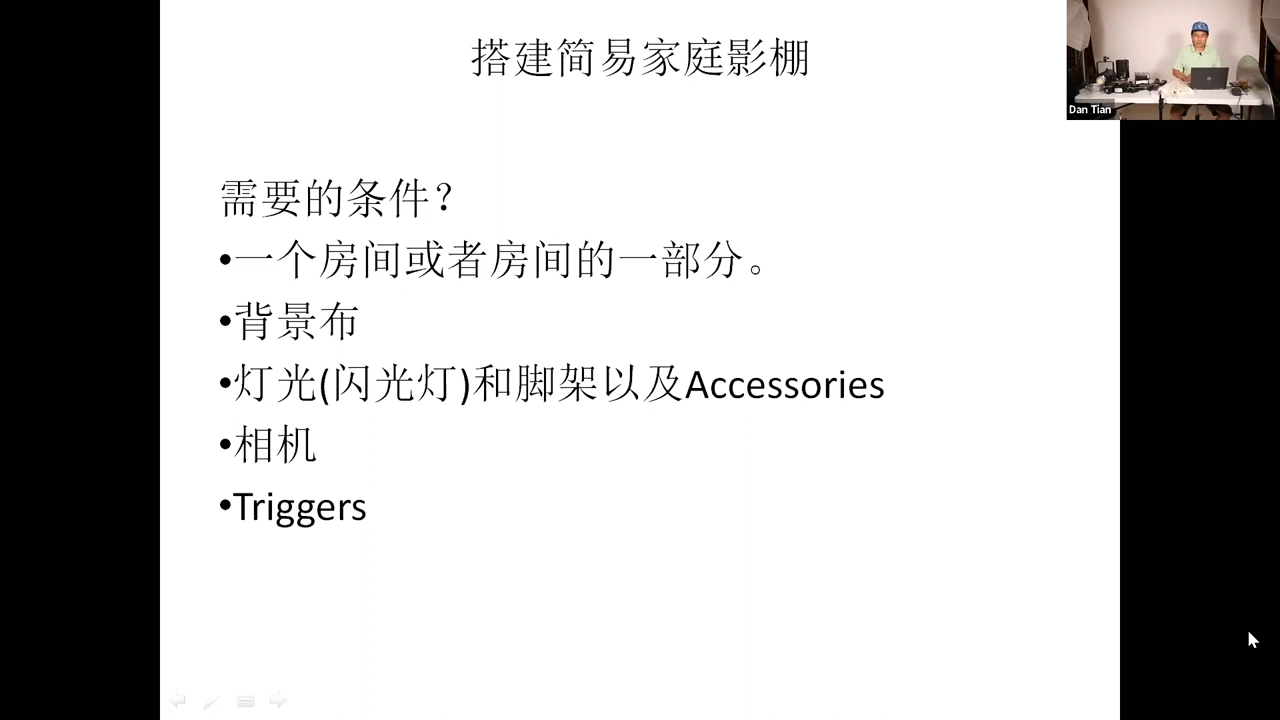 搭建简易家庭影棚
Dan Tian
需要的条件？
•一个房间或者房间的一部分。
•背景布
•灯光(闪光灯)和脚架以及Accessories
•相机
•Triggers